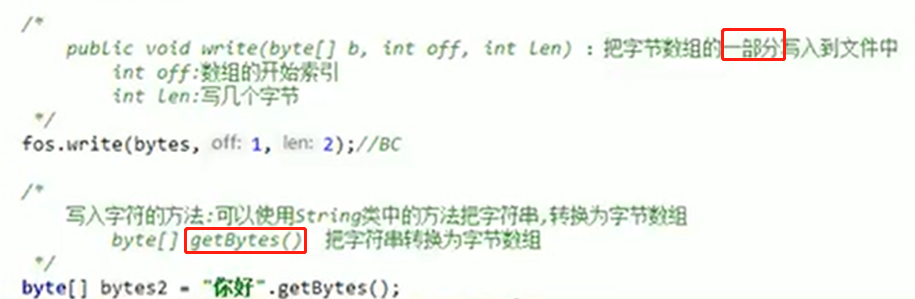 /*
public void write(byte[] b, int off, int len) : 把字节数组的一部分写入到文件中
int off:数组的开始索引
int len:写几个字节
*/
fos.write(bytes, off: 1, len: 2);//BC
/*
写入字符的方法:可以使用String类中的方法把字符串,转换为字节数组
byte[] getBytes() 把字符串转换为字节数组
*/
byte[] bytes2 = "你好".getBytes();